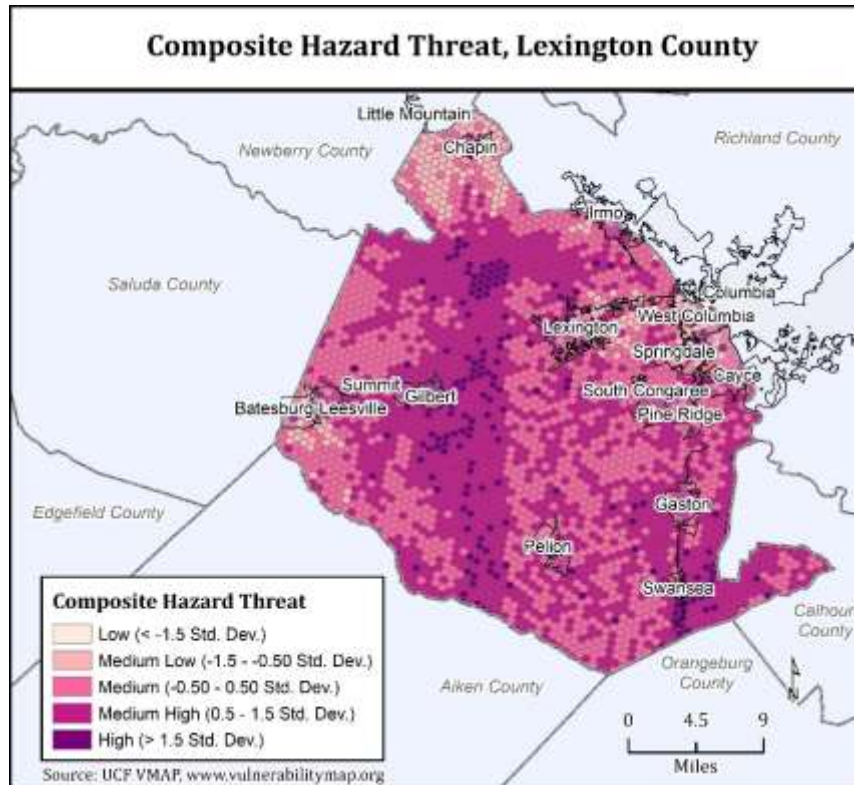 Composite Hazard Threat, Lexington County
Little Mountain
Newberry County
Chapin
Richland County
Irmo
Saluda County
Columbia
West Columbia
Lexington
Springdale
Cayce
Summit
Gilbert
South Congaree
Batesburg-Leesville
Pine Ridge
Edgefield County
Gaston
Pelion
Swansea
Calhoun
County
Orangeburg
County
Aiken County
N
Composite Hazard Threat
Low (< -1.5 Std. Dev.)
Medium Low (-1.5 - -0.50 Std. Dev.)
Medium (-0.50 - 0.50 Std. Dev.)
Medium High (0.5 - 1.5 Std. Dev.)
High (> 1.5 Std. Dev.)
0 4.5 9
Miles
Source: UCF VMAP, www.vulnerabilitymap.org